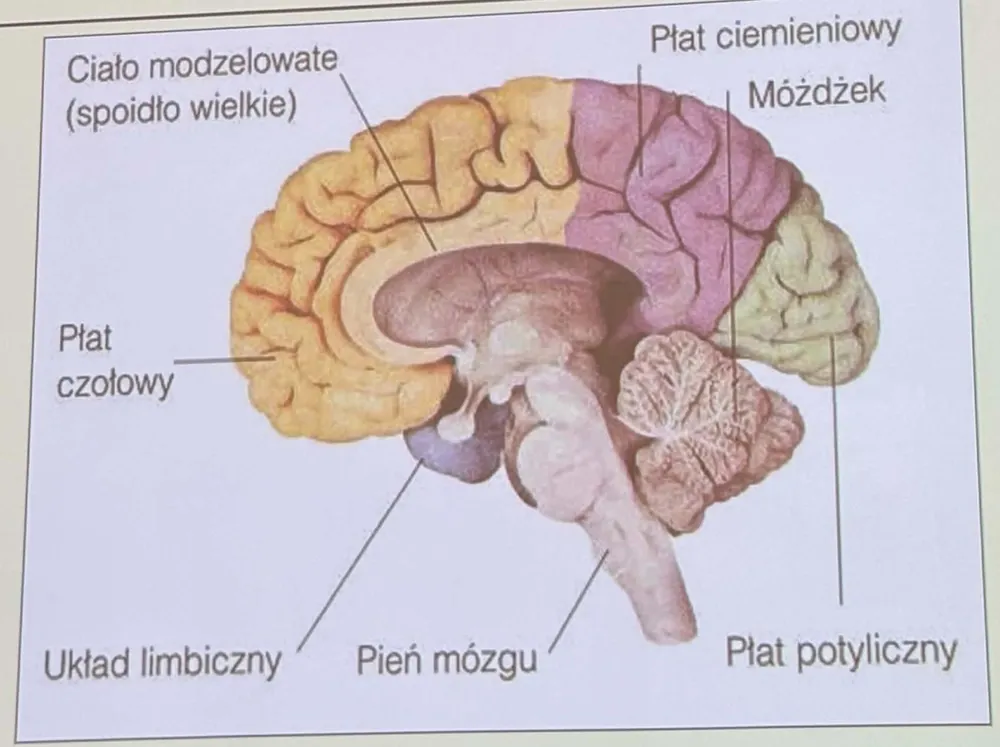 Ciało modzelowate
(spoidło wielkie)
Płat ciemieniowy
Móżdżek
Płat
czołowy
Układ limbiczny
Pień mózgu
Płat potyliczny